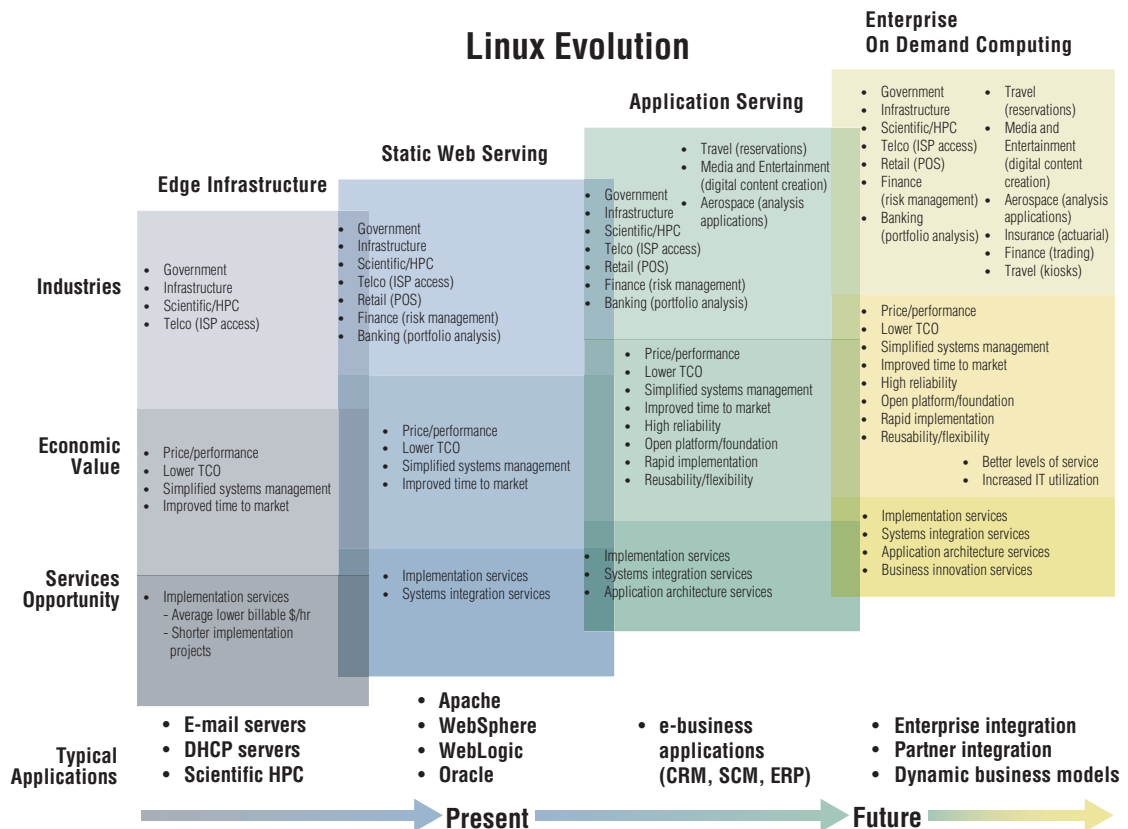 Linux Evolution
Enterprise
On Demand Computing
Application Serving
Static Web Serving
Edge Infrastructure
Industries
• Government
• Infrastructure
• Scientific/HPC
• Telco (ISP access)
• Government
• Infrastructure
• Scientific/HPC
• Telco (ISP access)
• Retail (POS)
• Finance (risk management)
• Banking (portfolio analysis)
• Travel (reservations)
• Media and Entertainment
(digital content creation)
• Aerospace (analysis
applications)
• Government
• Infrastructure
• Scientific/HPC
• Telco (ISP access)
• Retail (POS)
• Finance (risk management)
• Banking (portfolio analysis)
• Government
• Infrastructure
• Scientific/HPC
• Telco (ISP access)
• Retail (POS)
• Finance
(risk management)
• Banking
(portfolio analysis)
• Travel
(reservations)
• Media and
Entertainment
(digital content
creation)
• Aerospace (analysis
applications)
• Insurance (actuarial)
• Finance (trading)
• Travel (kiosks)
Economic
Value
• Price/performance
• Lower TCO
• Simplified systems management
• Improved time to market
• Price/performance
• Lower TCO
• Simplified systems management
• Improved time to market
• Price/performance
• Lower TCO
• Simplified systems management
• Improved time to market
• High reliability
• Open platform/foundation
• Rapid implementation
• Reusability/flexibility
• Price/performance
• Lower TCO
• Simplified systems management
• Improved time to market
• High reliability
• Open platform/foundation
• Rapid implementation
• Reusability/flexibility
• Better levels of service
• Increased IT utilization
Services
Opportunity
• Implementation services
- Average lower billable $/hr
- Shorter implementation
projects
• Implementation services
• Systems integration services
• Implementation services
• Systems integration services
• Application architecture services
• Implementation services
• Systems integration services
• Application architecture services
• Business innovation services
Typical
Applications
• E-mail servers
• DHCP servers
• Scientific HPC
• Apache
• WebSphere
• WebLogic
• Oracle
• e-business
applications
(CRM, SCM, ERP)
• Enterprise integration
• Partner integration
• Dynamic business models
Present
Future